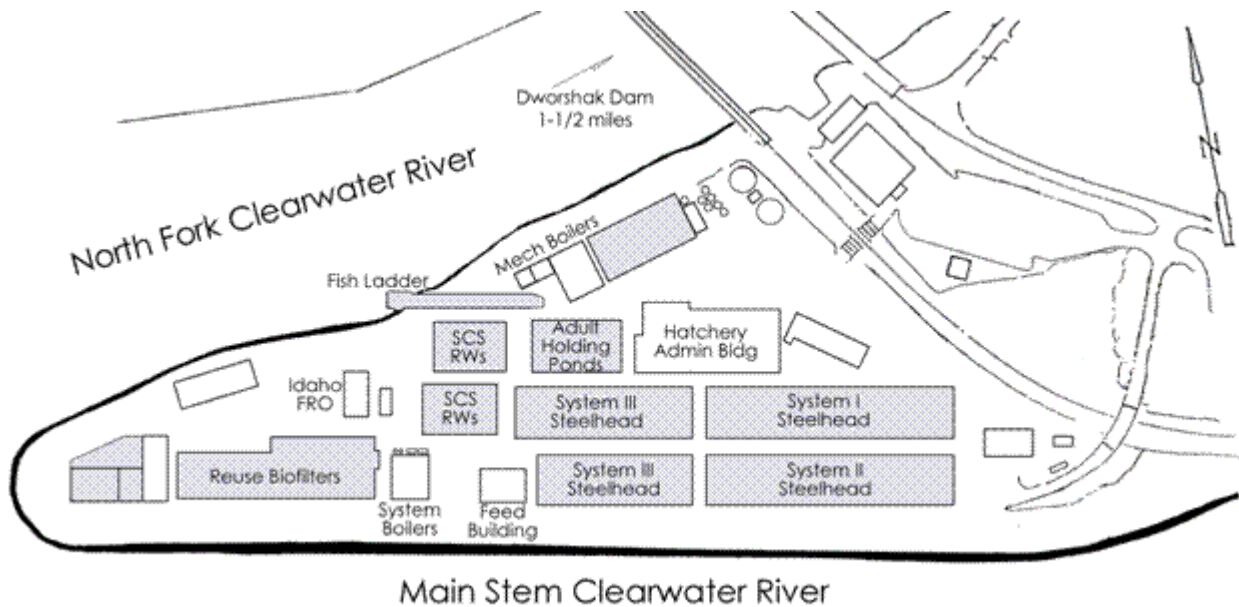 Dworshak Dam
1-1/2 miles
North Fork Clearwater River
N
Mech Boilers
Fish Ladder
SCS
RWs
Adult
Holding
Ponds
Hatchery
Admin Bldg
Idaho
FRO
SCS
RWs
System III
Steelhead
System I
Steelhead
Reuse Biofilters
System
Boilers
Feed
Building
System III
Steelhead
System II
Steelhead
Main Stem Clearwater River